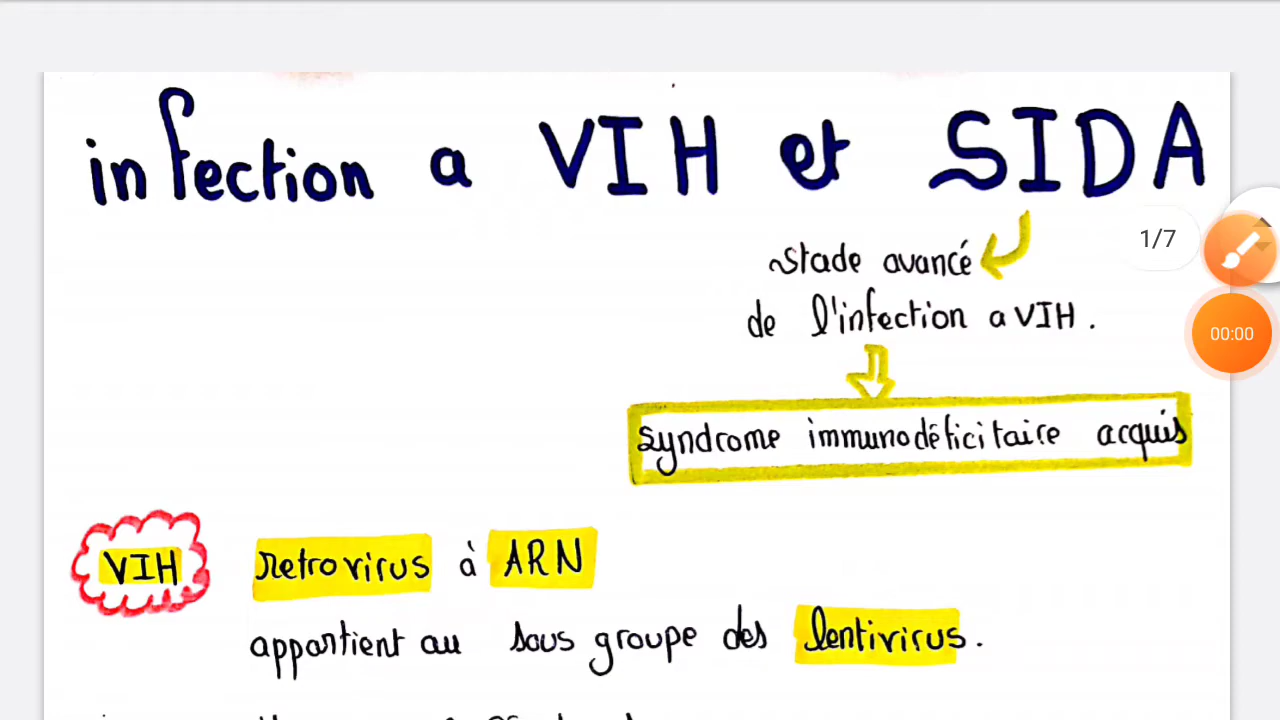 infection a VIH et SIDA
1/7
stade avancé
00:00
de l'infection a VIH.
syndrome immunodéficitaire acquis
VIH retrovirus à ARN
appartient au sous groupe des lentivirus.